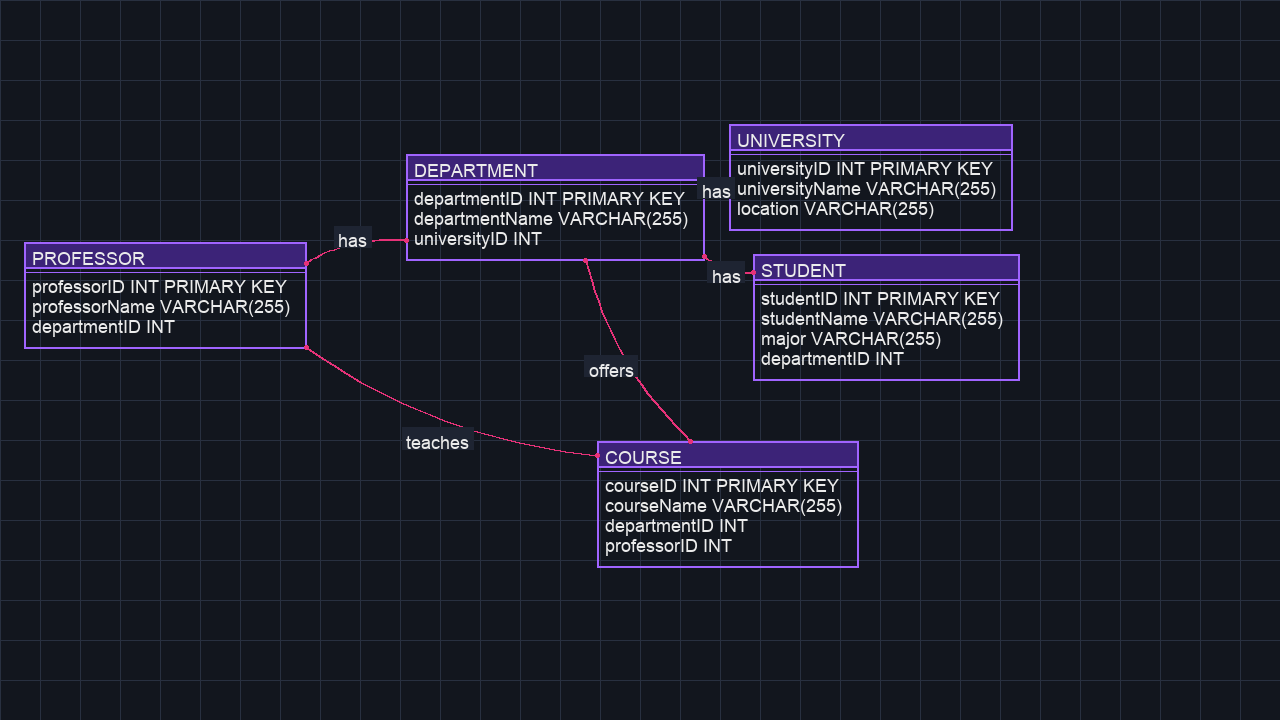 UNIVERSITY
universityID INT PRIMARY KEY
universityName VARCHAR(255)
location VARCHAR(255)
DEPARTMENT
departmentID INT PRIMARY KEY
departmentName VARCHAR(255)
universityID INT
has
has
PROFESSOR
professorID INT PRIMARY KEY
professorName VARCHAR(255)
departmentID INT
has
STUDENT
studentID INT PRIMARY KEY
studentName VARCHAR(255)
major VARCHAR(255)
departmentID INT
offers
teaches
COURSE
courseID INT PRIMARY KEY
courseName VARCHAR(255)
departmentID INT
professorID INT